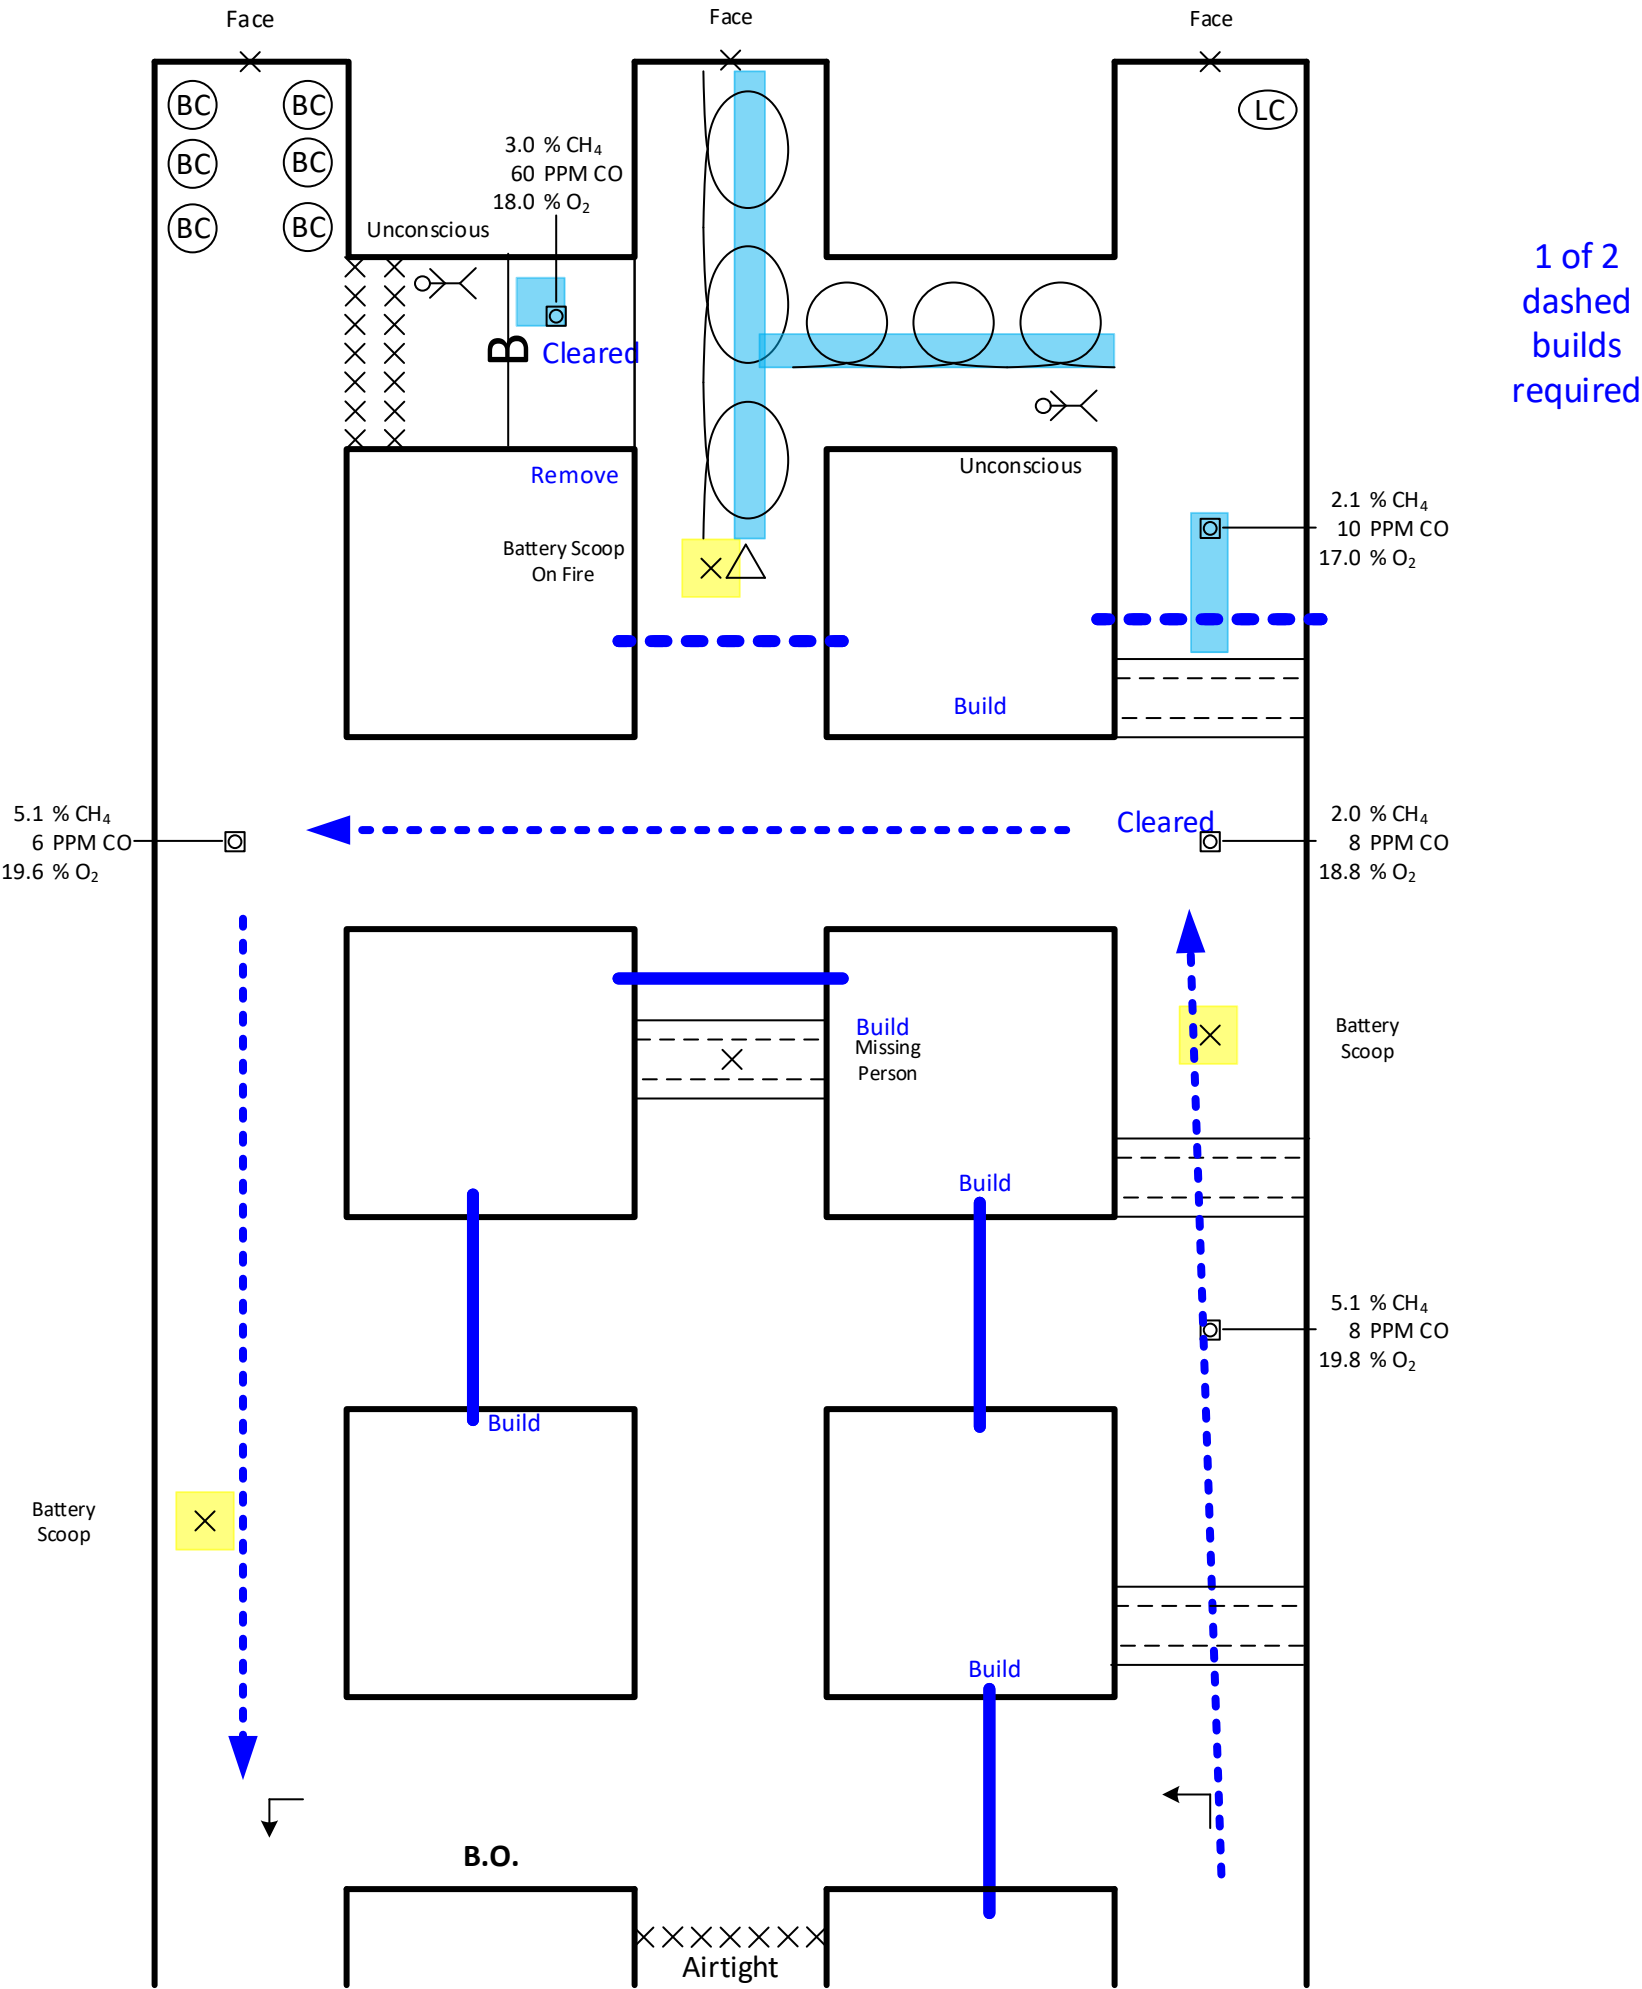 Face
Face
Face
BC
BC
LC
3.0 % CH₄
60 PPM CO
18.0 % O₂
BC
BC
BC
BC
Unconscious
1 of 2
dashed
builds
required
B
Cleared
Remove
Unconscious
2.1 % CH₄
10 PPM CO
17.0 % O₂
Battery Scoop
On Fire
Build
5.1 % CH₄
6 PPM CO
19.6 % O₂
Cleared
2.0 % CH₄
8 PPM CO
18.8 % O₂
Build
Missing
Person
Battery
Scoop
Build
5.1 % CH₄
8 PPM CO
19.8 % O₂
Build
Battery
Scoop
Build
B.O.
Airtight